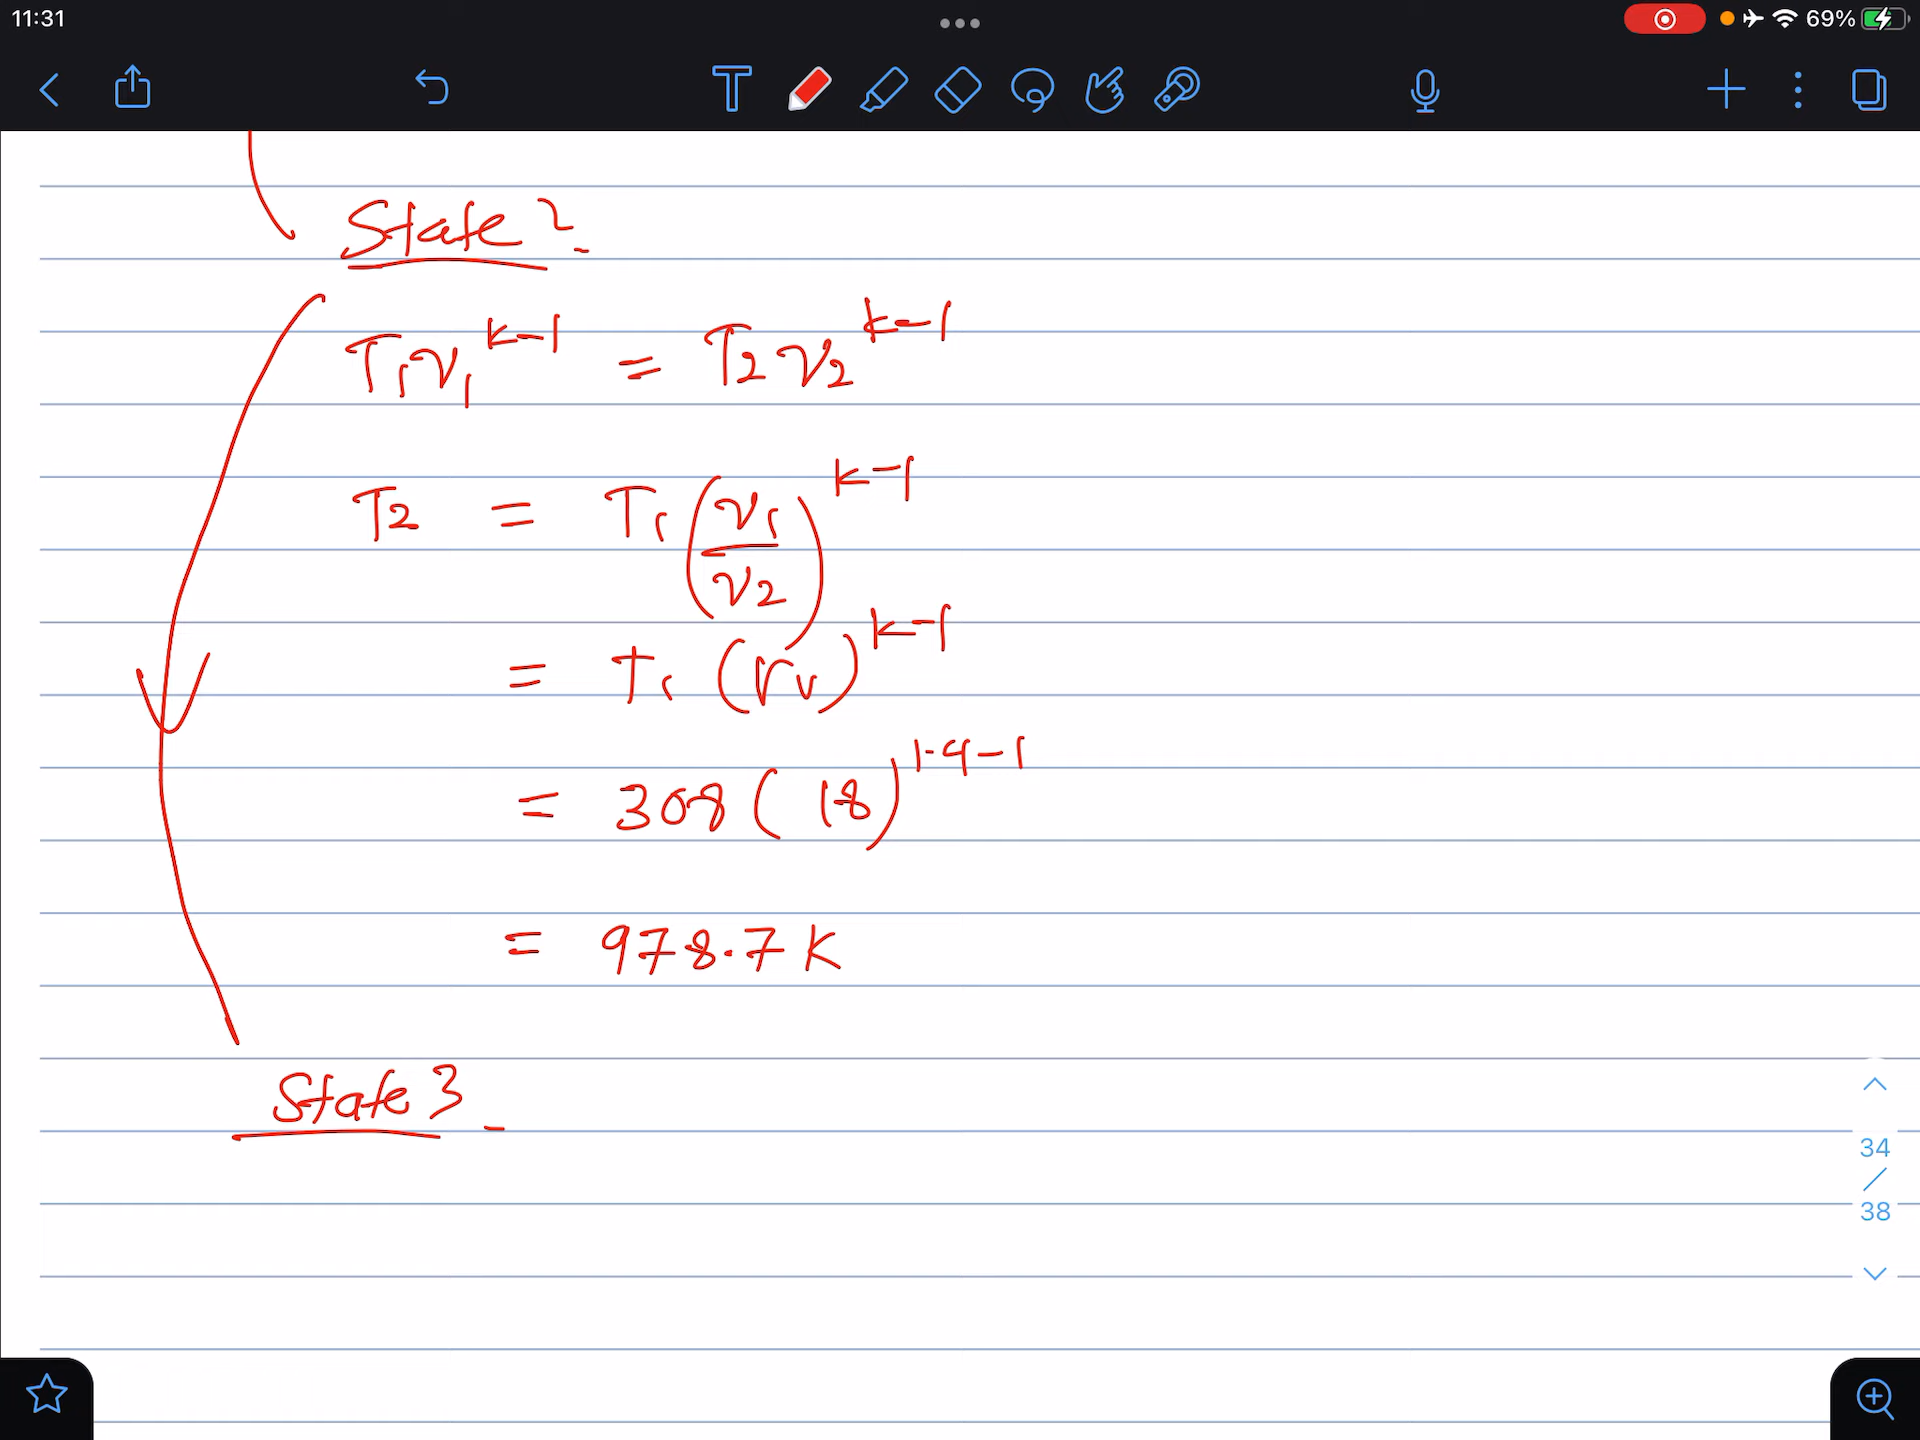 11:31
69%
State 2
T₁v₁^(k-1) = T₂v₂^(k-1)
T₂ = T₁(v₁/v₂)^(k-1)
= T₁(rᵥ)^(k-1)
= 308(18)^(1.4-1)
= 978.7 K
State 3
34
/
38